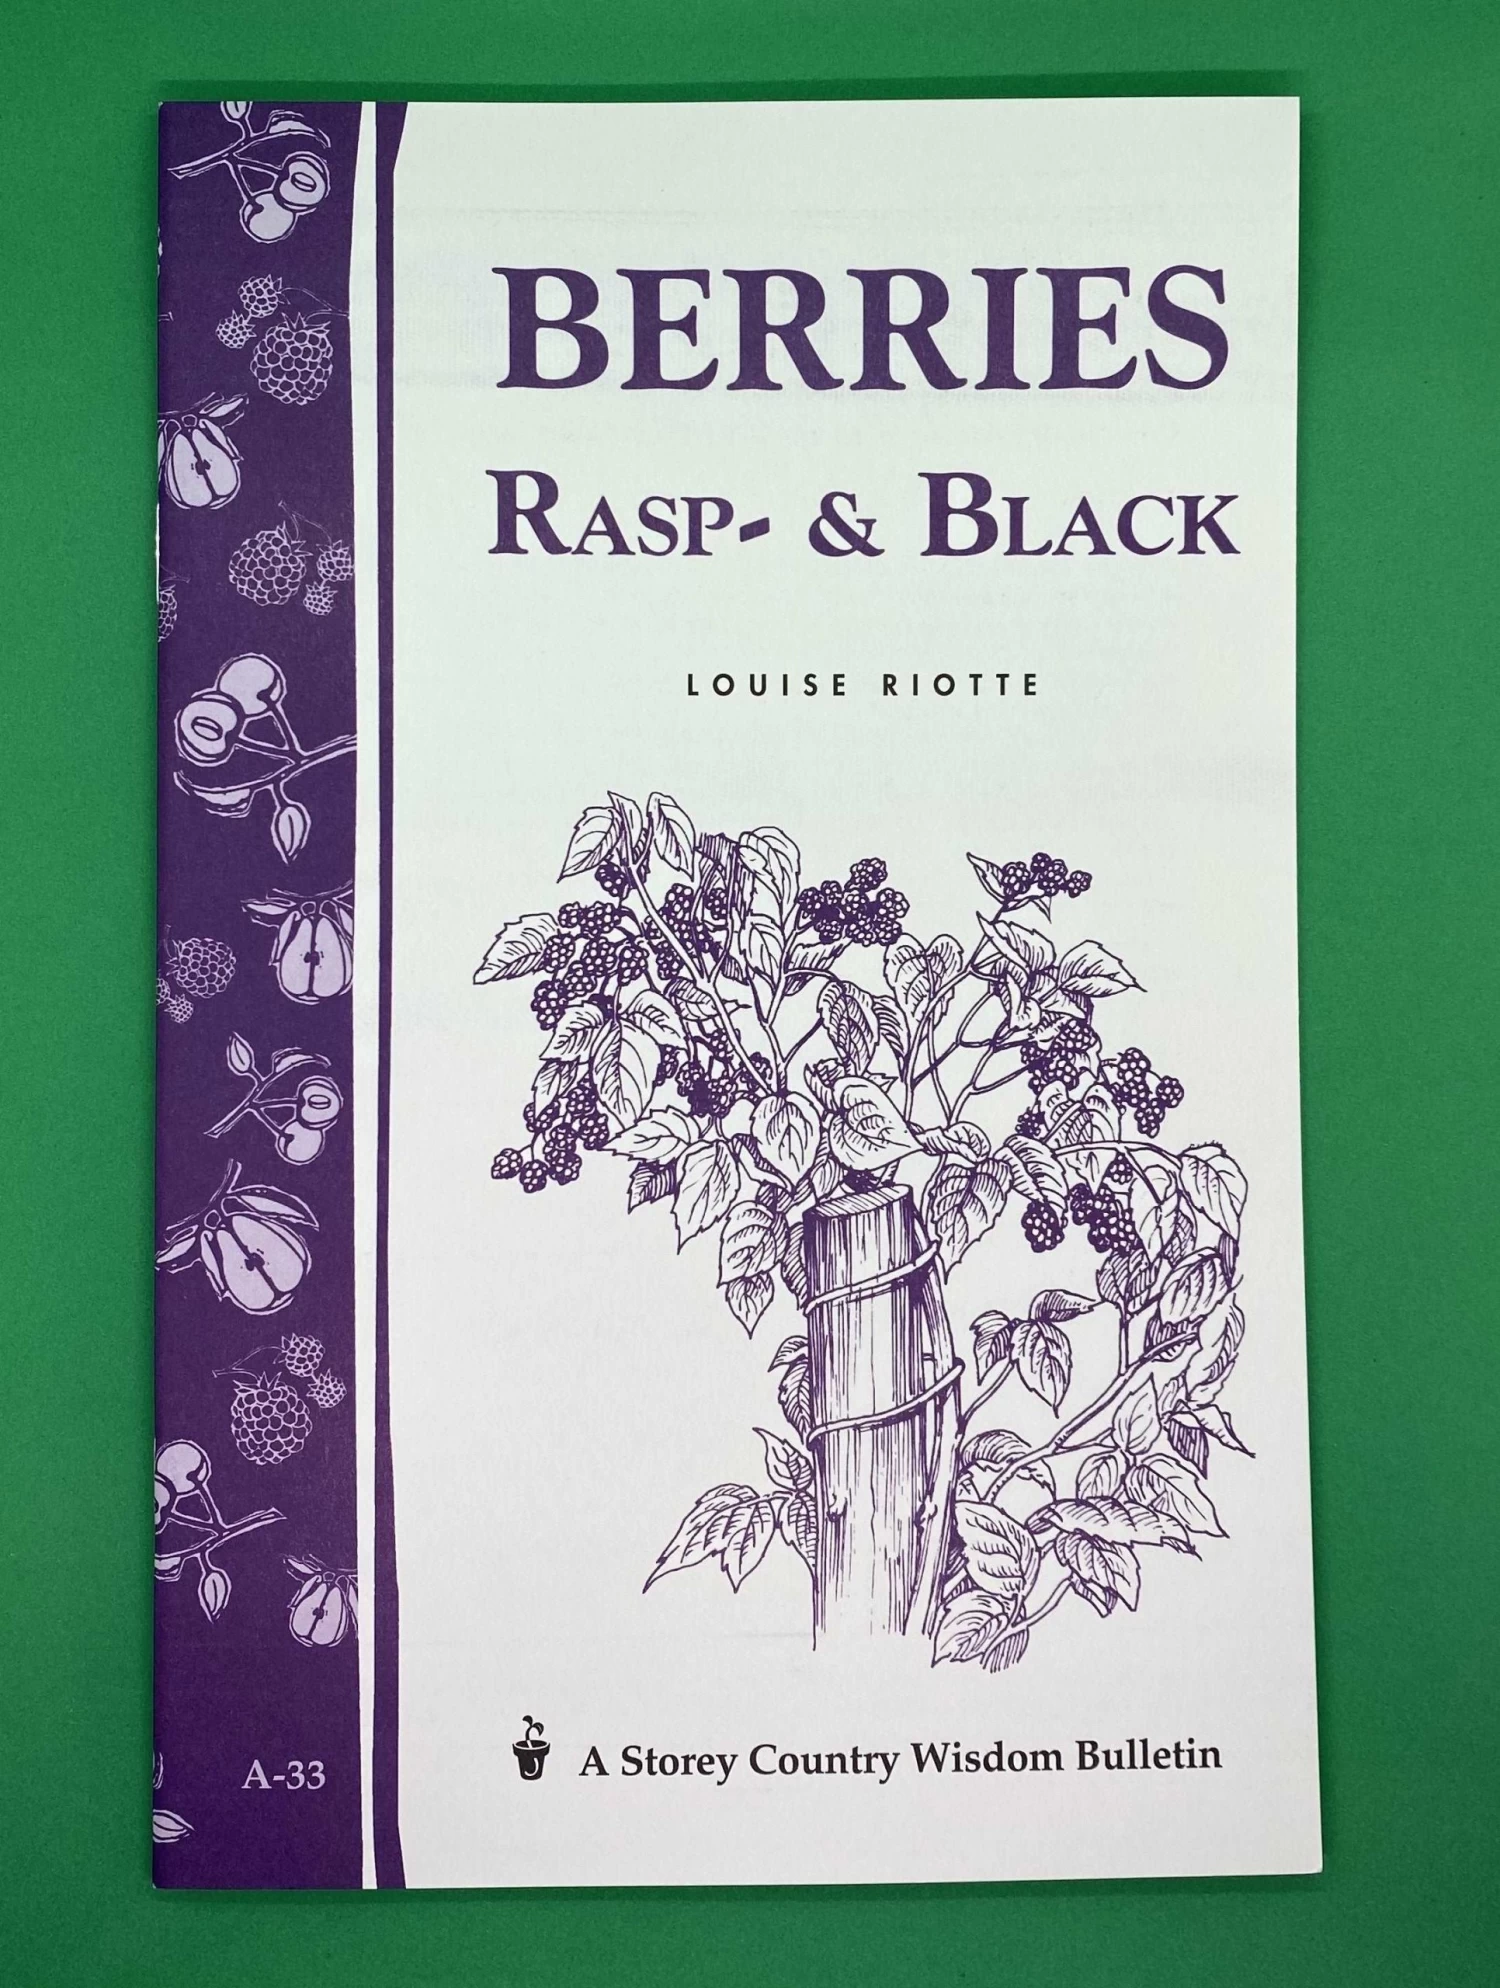 BERRIES
RASP- & BLACK
LOUISE RIOTTE
A Storey Country Wisdom Bulletin
A-33